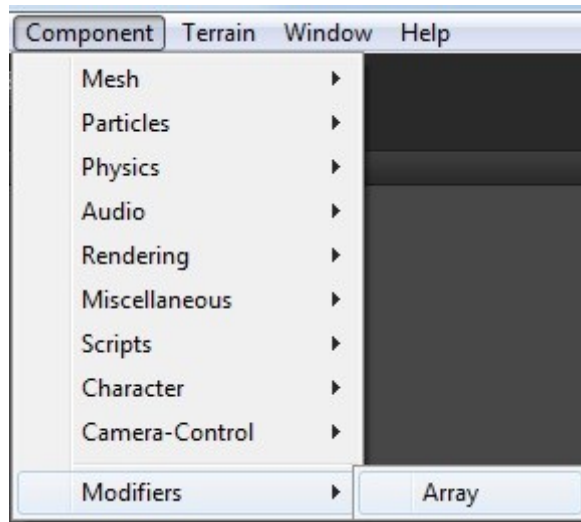 Component Terrain Window Help
Mesh
Particles
Physics
Audio
Rendering
Miscellaneous
Scripts
Character
Camera-Control
Modifiers Array